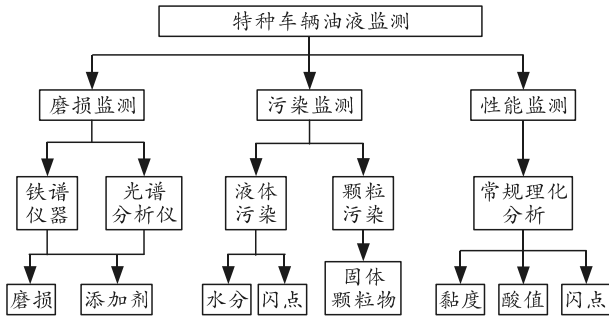 特种车辆油液监测
磨损监测
污染监测
性能监测
铁谱
仪器
光谱
分析仪
液体
污染
颗粒
污染
常规理化
分析
磨损
添加剂
水分
闪点
固体
颗粒物
黏度
酸值
闪点